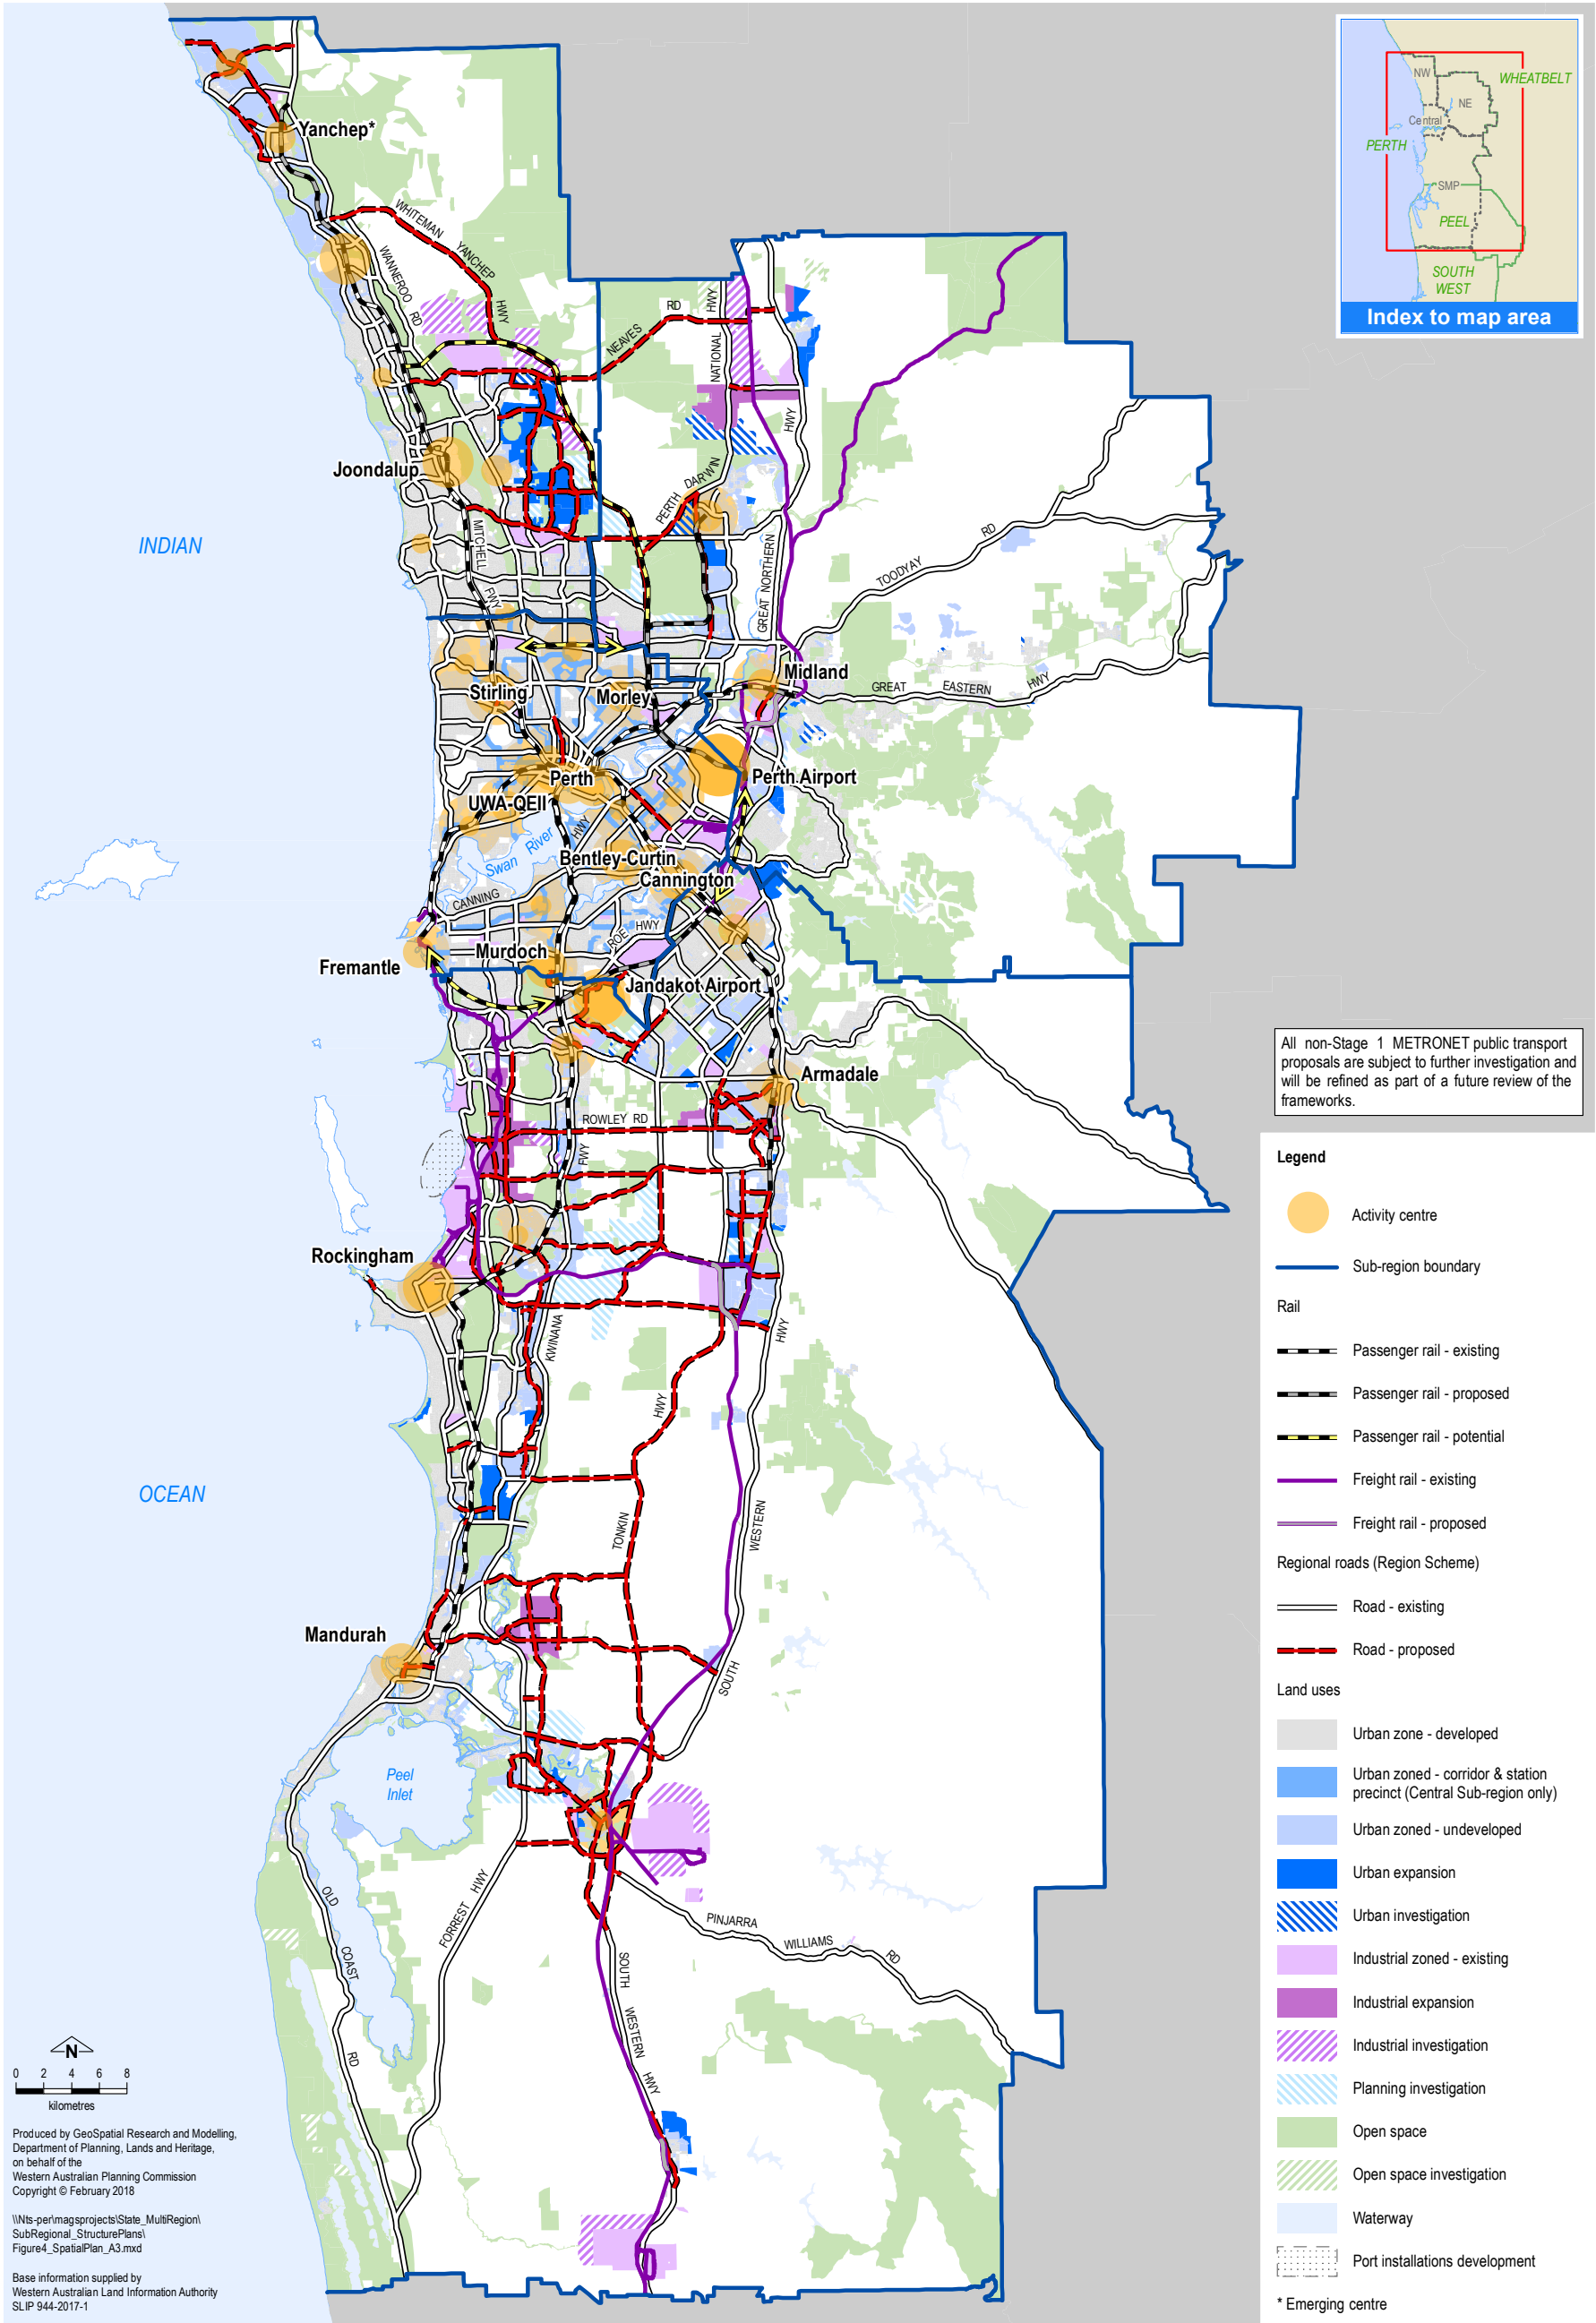 NW
NE
WHEATBELT
Central
PERTH
SMP
PEEL
SOUTH
WEST
Index to map area
Yanchep*
WHITEMAN
YANCHEP
HWY
WANNEROO
RD
NEAVES
RD
NATIONAL
HWY
HWY
Joondalup
PERTH
DARWIN
INDIAN
MITCHELL
FWY
GREAT NORTHERN
TOODYAY
RD
Midland
GREAT
EASTERN
HWY
Stirling
Morley
Perth
Perth Airport
UWA-QEII
HWY
Swan
River
Bentley-Curtin
Cannington
CANNING
ROE
HWY
Murdoch
Fremantle
Jandakot Airport
Armadale
ROWLEY RD
FWY
Rockingham
KWINANA
HWY
HWY
OCEAN
TONKIN
WESTERN
Mandurah
SOUTH
Peel
Inlet
OLD
COAST
RD
FORREST
HWY
PINJARRA
WILLIAMS
RD
SOUTH
WESTERN
HWY
All non-Stage 1 METRONET public transport
proposals are subject to further investigation and
will be refined as part of a future review of the
frameworks.
Legend
Activity centre
Sub-region boundary
Rail
Passenger rail - existing
Passenger rail - proposed
Passenger rail - potential
Freight rail - existing
Freight rail - proposed
Regional roads (Region Scheme)
Road - existing
Road - proposed
Land uses
Urban zone - developed
Urban zoned - corridor & station
precinct (Central Sub-region only)
Urban zoned - undeveloped
Urban expansion
Urban investigation
Industrial zoned - existing
Industrial expansion
Industrial investigation
Planning investigation
Open space
Open space investigation
Waterway
Port installations development
* Emerging centre
N
0 2 4 6 8
kilometres
Produced by GeoSpatial Research and Modelling,
Department of Planning, Lands and Heritage,
on behalf of the
Western Australian Planning Commission
Copyright © February 2018
\\Nts-per\magsprojects\State_MultiRegion\
SubRegional_StructurePlans\
Figure4_SpatialPlan_A3.mxd
Base information supplied by
Western Australian Land Information Authority
SLIP 944-2017-1